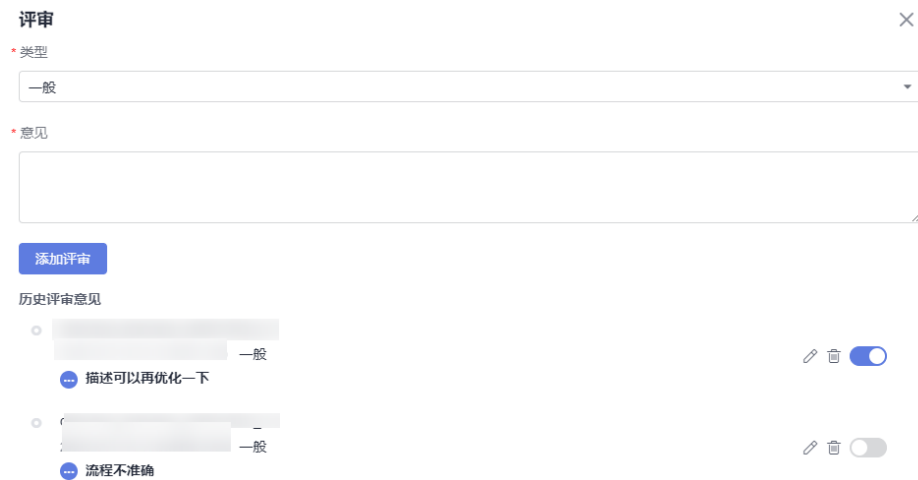 评审
* 类型
一般
* 意见
添加评审
历史评审意见
一般
描述可以再优化一下
一般
流程不准确